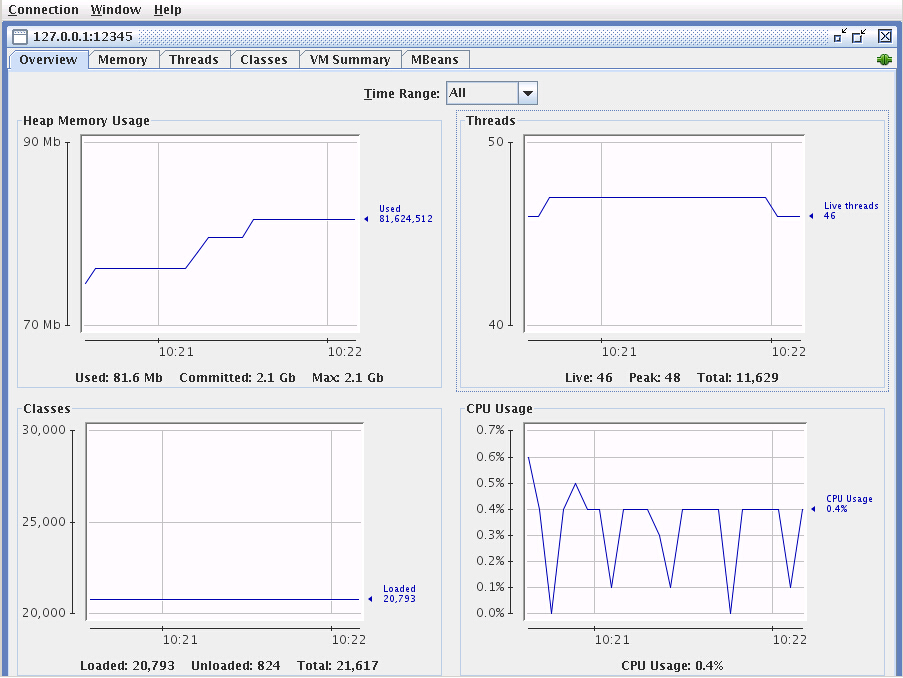 Connection Window Help
127.0.0.1:12345
Overview Memory Threads Classes VM Summary MBeans
Time Range: All
Heap Memory Usage
90 Mb
Used
81,624,512
70 Mb
10:21 10:22
Used: 81.6 Mb Committed: 2.1 Gb Max: 2.1 Gb
Threads
50
Live threads
46
40
10:21 10:22
Live: 46 Peak: 48 Total: 11,629
Classes
30,000
25,000
Loaded
20,793
20,000
10:21 10:22
Loaded: 20,793 Unloaded: 824 Total: 21,617
CPU Usage
0.7%
0.6%
0.5%
0.4%
CPU Usage
0.4%
0.3%
0.2%
0.1%
0.0%
10:21 10:22
CPU Usage: 0.4%